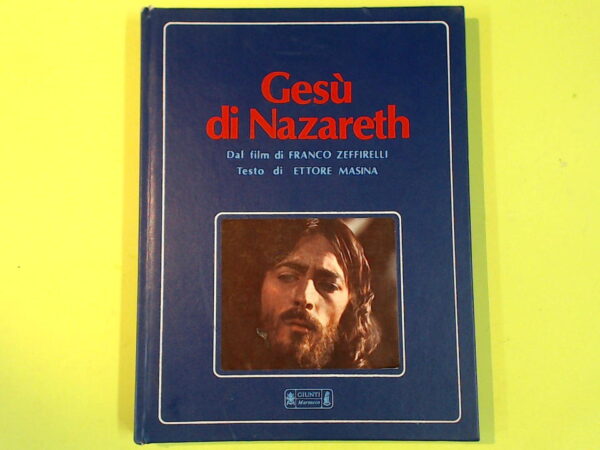 Gesù
di Nazareth
Dal film di FRANCO ZEFFIRELLI
Testo di ETTORE MASINA
GIUNTI
Marzocco